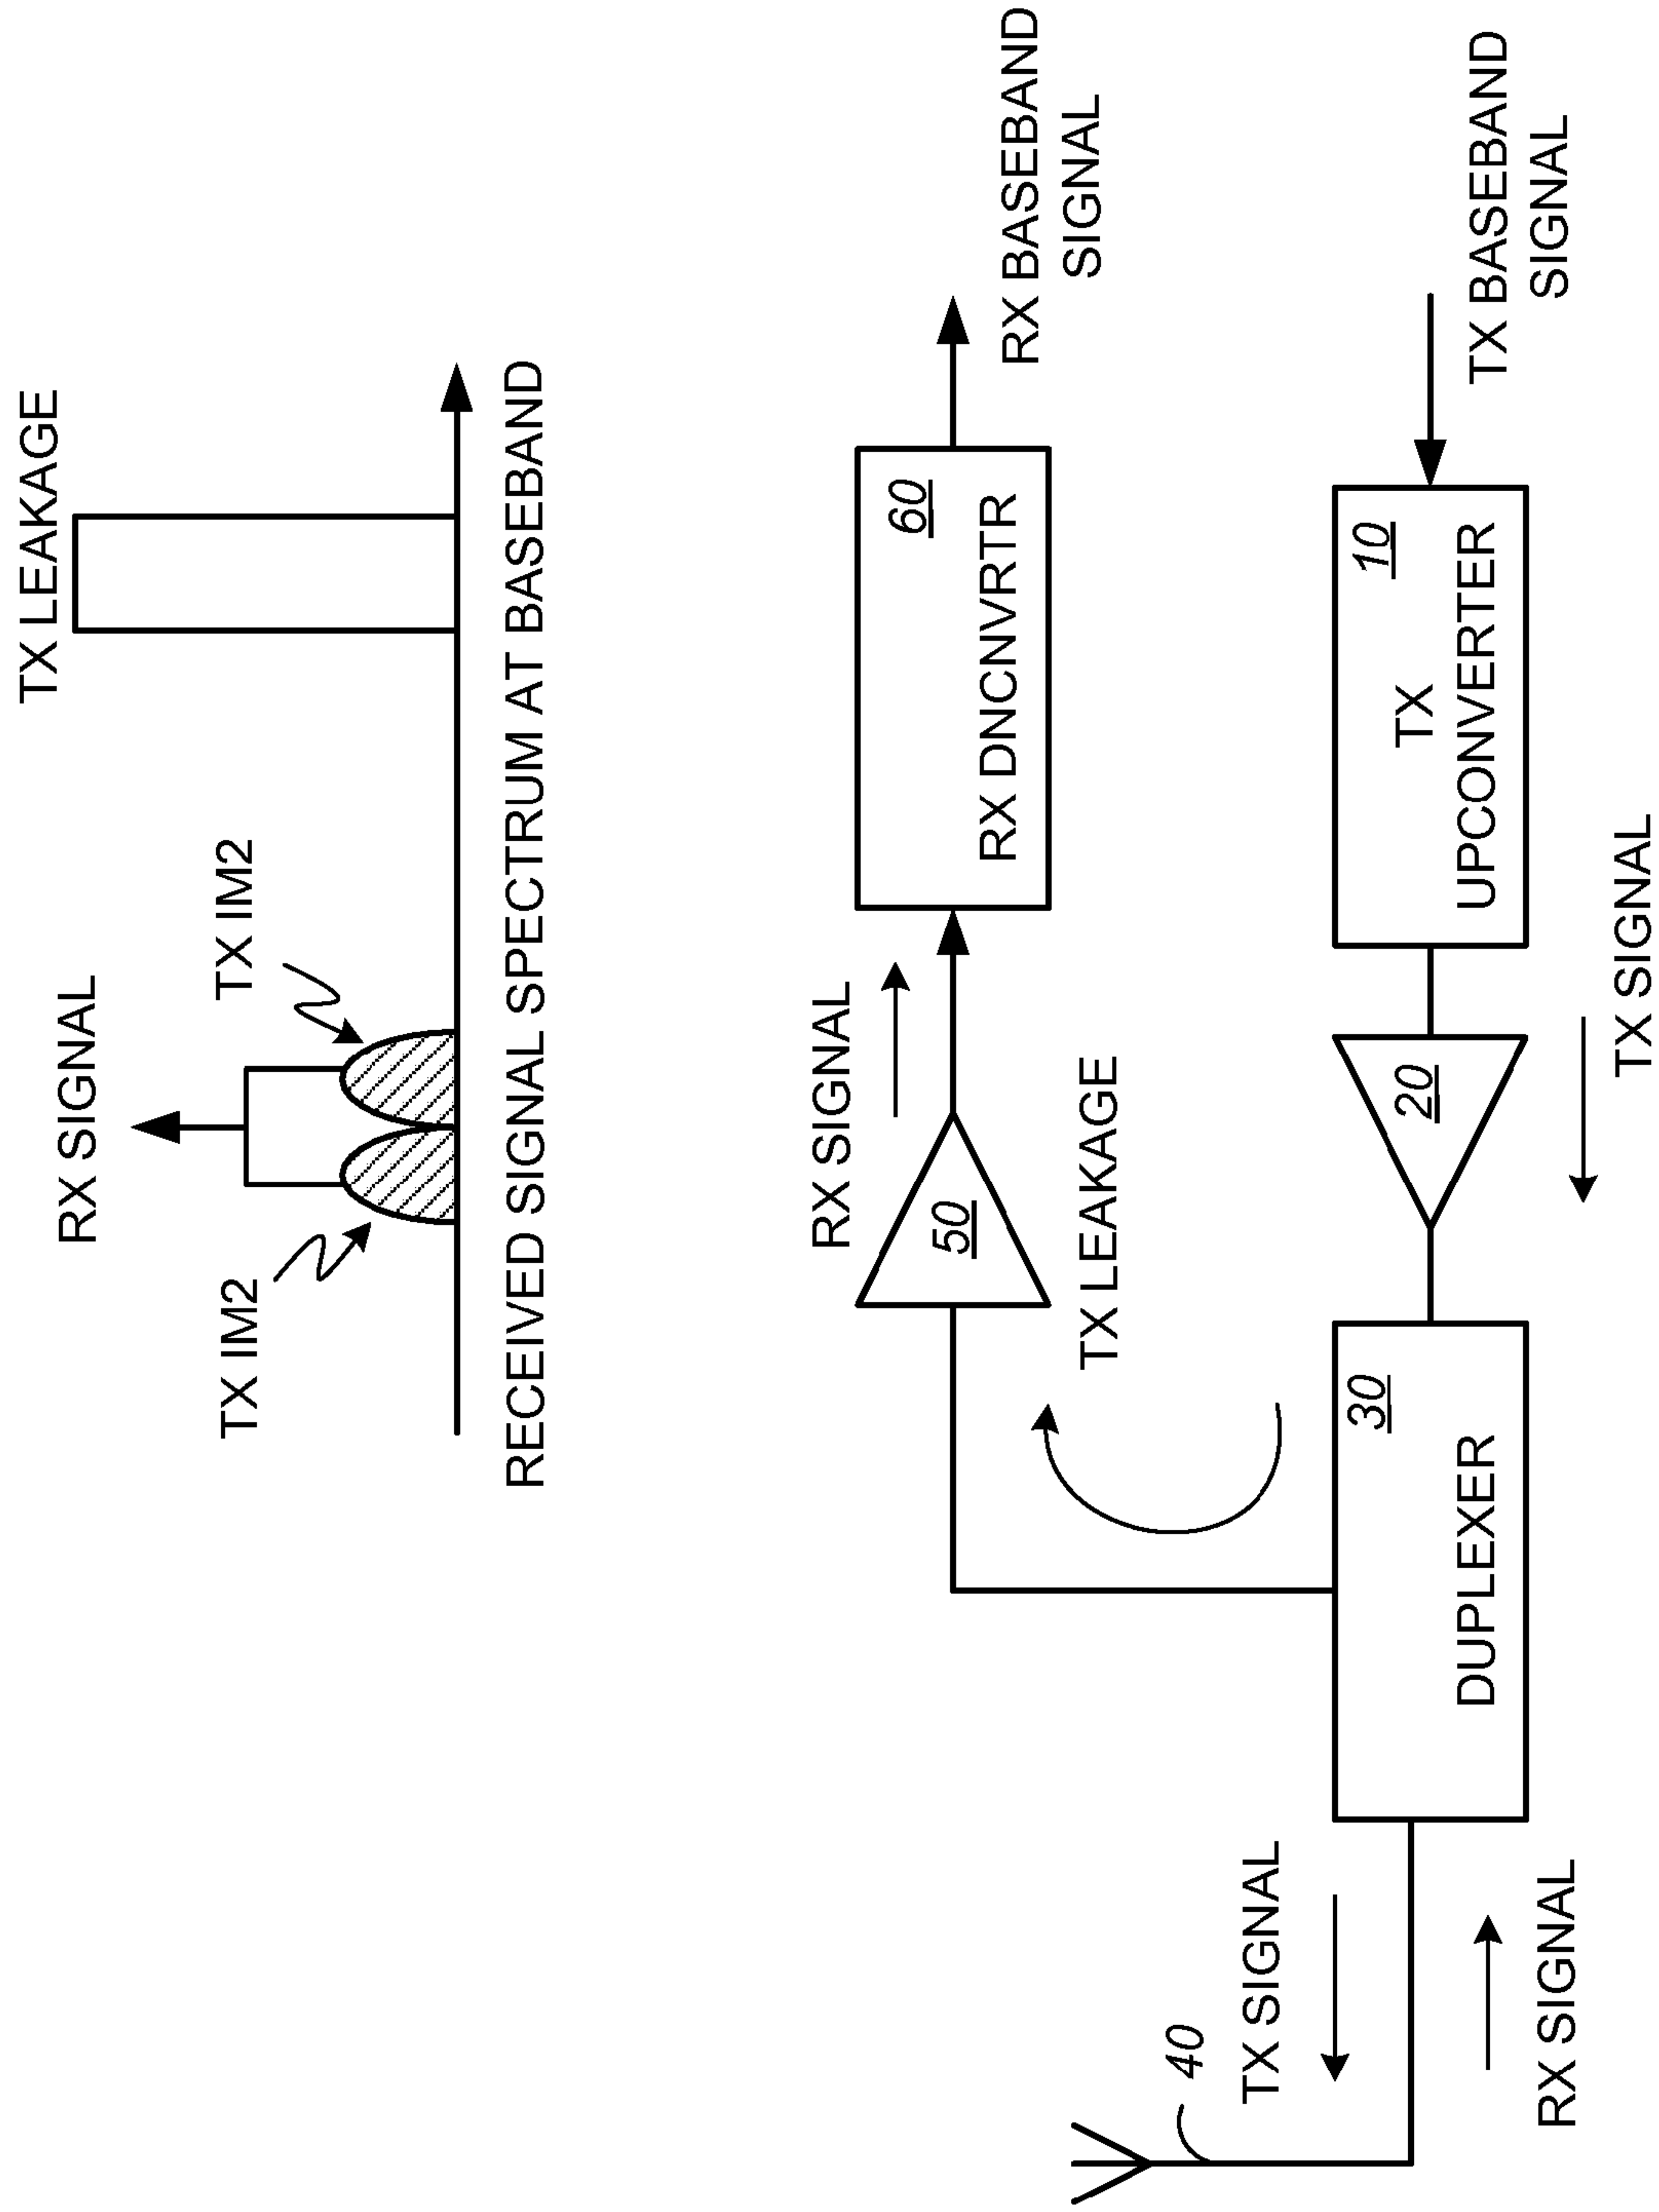 TX LEAKAGE
RX SIGNAL
TX IM2
TX IM2
RECEIVED SIGNAL SPECTRUM AT BASEBAND
RX SIGNAL
50
60
RX DNCNVRTR
RX BASEBAND
SIGNAL
TX LEAKAGE
40
TX SIGNAL
RX SIGNAL
30
DUPLEXER
20
TX SIGNAL
10
TX
UPCONVERTER
TX BASEBAND
SIGNAL